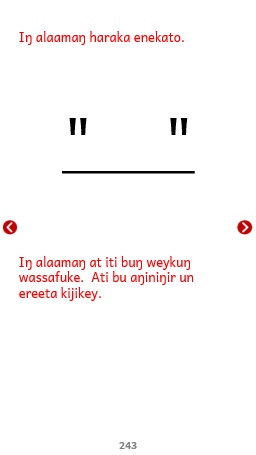 Iŋ alaamaŋ haraka enekato.
" "
Iŋ alaamaŋ at iti buŋ weykuŋ
wassafuke. Ati bu aŋiniŋir un
ereeta kijikey.
243